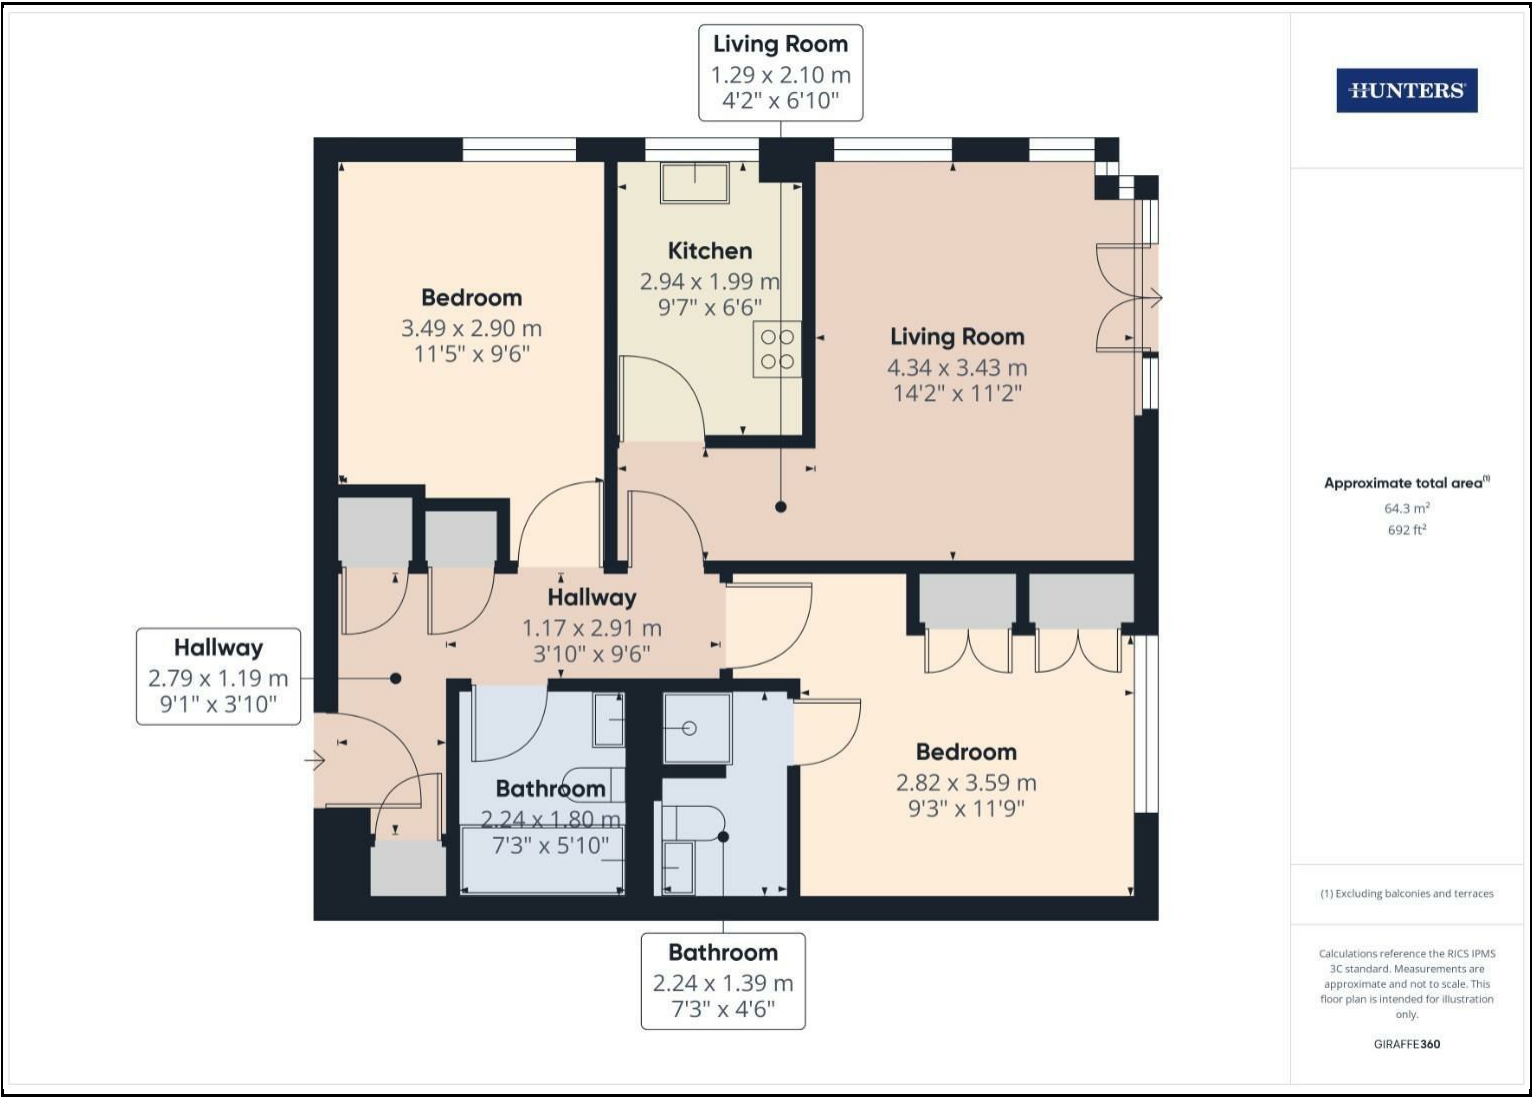 Living Room
1.29 x 2.10 m
4'2" x 6'10"
HUNTERS
Kitchen
2.94 x 1.99 m
9'7" x 6'6"
Bedroom
3.49 x 2.90 m
11'5" x 9'6"
Living Room
4.34 x 3.43 m
14'2" x 11'2"
Approximate total area(1)
64.3 m²
692 ft²
Hallway
1.17 x 2.91 m
3'10" x 9'6"
Hallway
2.79 x 1.19 m
9'1" x 3'10"
Bathroom
2.24 x 1.80 m
7'3" x 5'10"
Bedroom
2.82 x 3.59 m
9'3" x 11'9"
Bathroom
2.24 x 1.39 m
7'3" x 4'6"
(1) Excluding balconies and terraces
Calculations reference the RICS IPMS
3C standard. Measurements are
approximate and not to scale. This
floor plan is intended for illustration
only.
GIRAFFE360